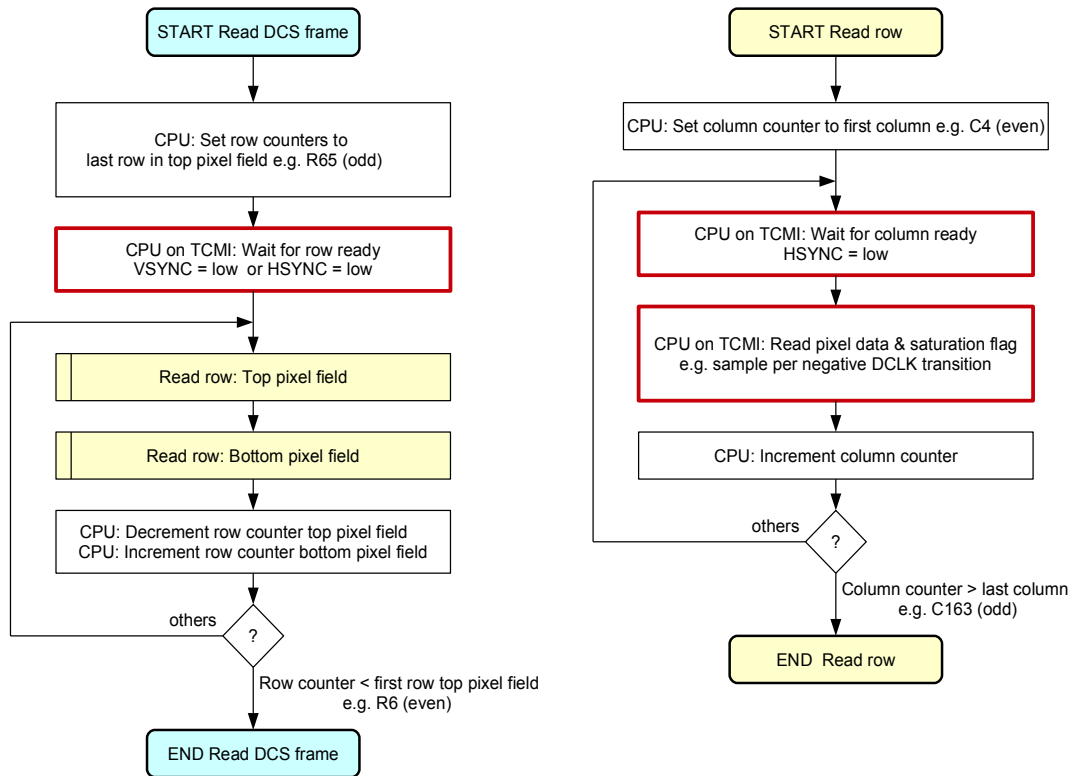 START Read DCS frame
CPU: Set row counters to
last row in top pixel field e.g. R65 (odd)
CPU on TCMI: Wait for row ready
VSYNC = low or HSYNC = low
Read row: Top pixel field
Read row: Bottom pixel field
CPU: Decrement row counter top pixel field
CPU: Increment row counter bottom pixel field
others
?
Row counter < first row top pixel field
e.g. R6 (even)
END Read DCS frame
START Read row
CPU: Set column counter to first column e.g. C4 (even)
CPU on TCMI: Wait for column ready
HSYNC = low
CPU on TCMI: Read pixel data & saturation flag
e.g. sample per negative DCLK transition
CPU: Increment column counter
others
?
Column counter > last column
e.g. C163 (odd)
END Read row